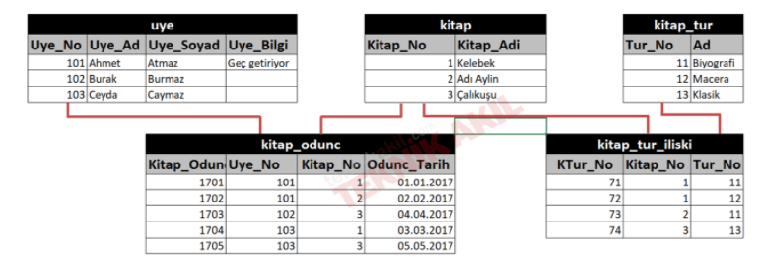 uye
Uye_No Uye_Ad Uye_Soyad Uye_Bilgi
101 Ahmet Atmaz Geç getiriyor
102 Burak Burmaz
103 Ceyda Caymaz
kitap
Kitap_No Kitap_Adi
1 Kelebek
2 Adı Aylin
3 Çalıkuşu
kitap_tur
Tur_No Ad
11 Biyografi
12 Macera
13 Klasik
kitap_odunc
Kitap_Odun Uye_No Kitap_No Odunc_Tarih
1701 101 1 01.01.2017
1702 101 2 02.02.2017
1703 102 3 04.04.2017
1704 103 1 03.03.2017
1705 103 3 05.05.2017
kitap_tur_iliski
KTur_No Kitap_No Tur_No
71 1 11
72 1 12
73 2 11
74 3 13
TEKNİK AKIL